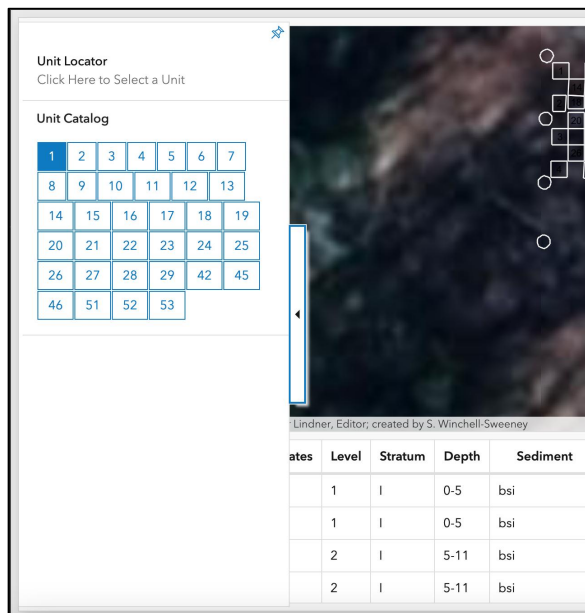 Unit Locator
Click Here to Select a Unit
Unit Catalog
1 2 3 4 5 6 7
8 9 10 11 12 13
14 15 16 17 18 19
20 21 22 23 24 25
26 27 28 29 42 45
46 51 52 53
14
20
Lindner, Editor; created by S. Winchell-Sweeney
ates Level Stratum Depth Sediment
1 I 0-5 bsi
1 I 0-5 bsi
2 I 5-11 bsi
2 I 5-11 bsi